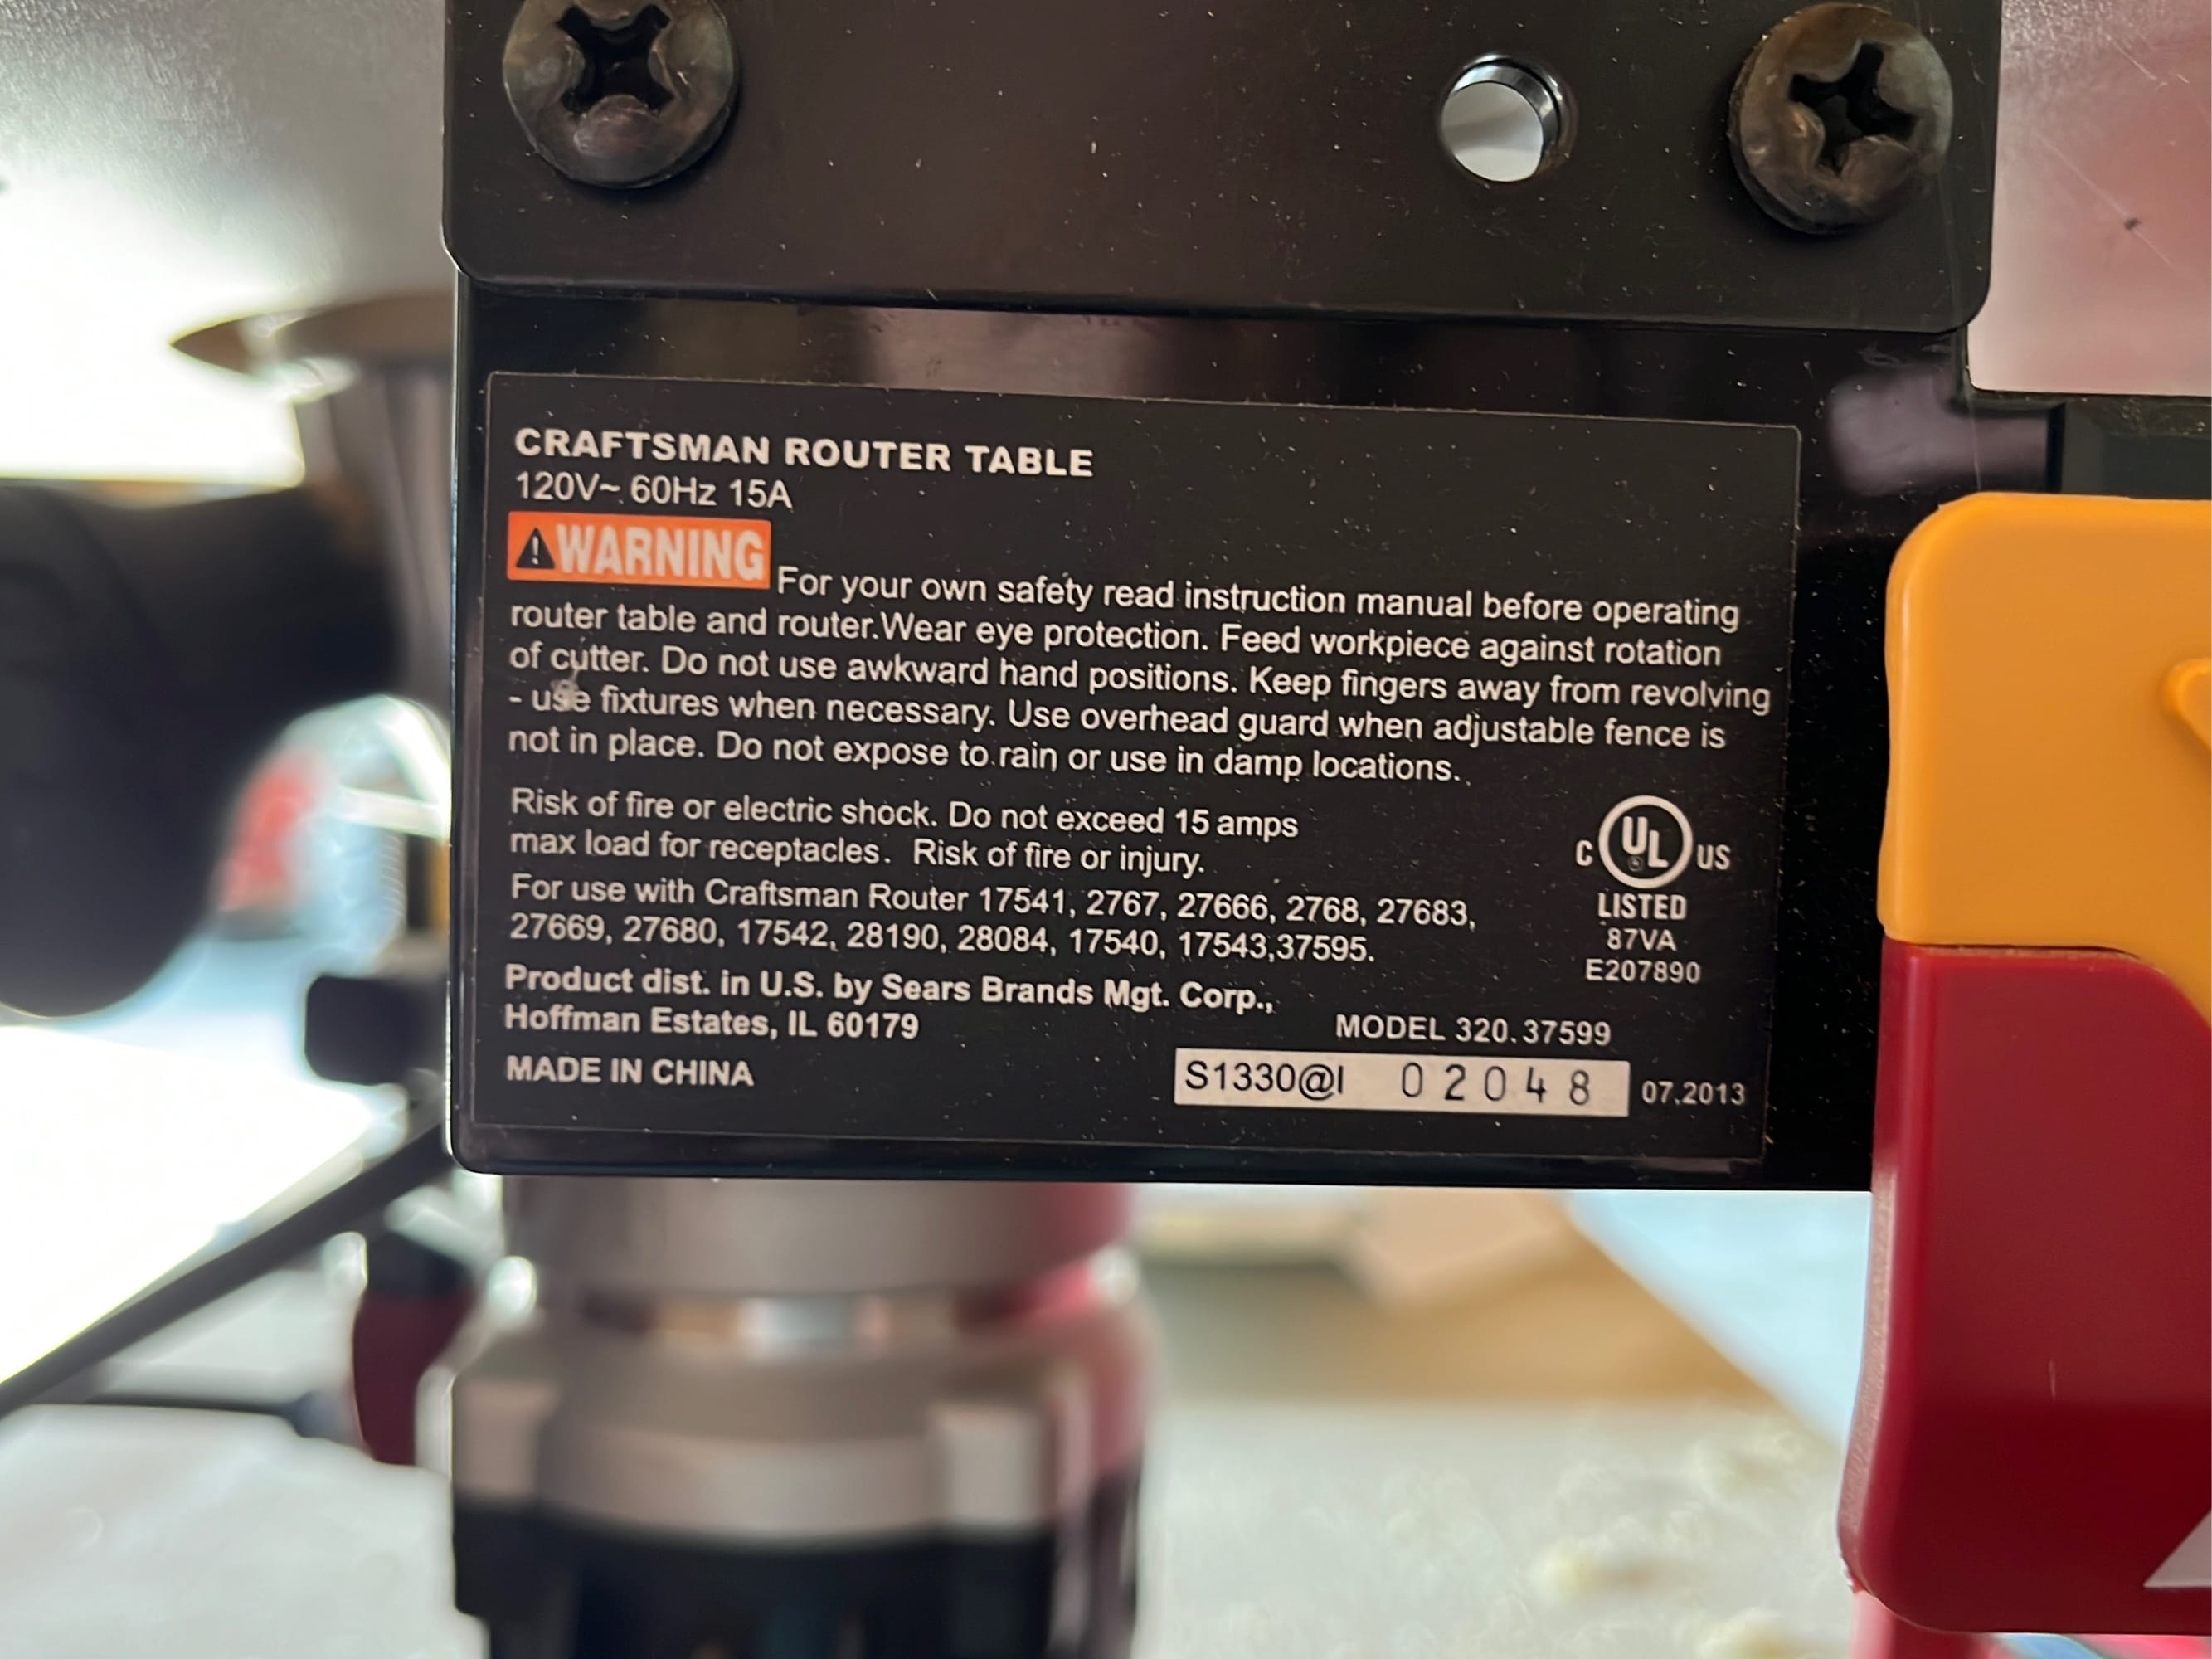 CRAFTSMAN ROUTER TABLE
120V~ 60Hz 15A
WARNING For your own safety read instruction manual before operating
router table and router.Wear eye protection. Feed workpiece against rotation
of cutter. Do not use awkward hand positions. Keep fingers away from revolving
- use fixtures when necessary. Use overhead guard when adjustable fence is
not in place. Do not expose to rain or use in damp locations.
Risk of fire or electric shock. Do not exceed 15 amps
max load for receptacles. Risk of fire or injury.
For use with Craftsman Router 17541, 2767, 27666, 2768, 27683,
27669, 27680, 17542, 28190, 28084, 17540, 17543,37595.
C UL US
LISTED
87VA
E207890
Product dist. in U.S. by Sears Brands Mgt. Corp.,
Hoffman Estates, IL 60179
MADE IN CHINA
MODEL 320.37599
S1330@I 02048 07.2013